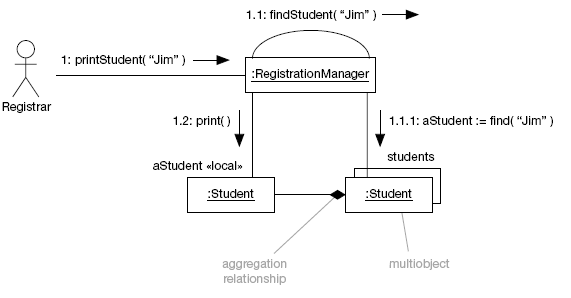 1.1: findStudent( “Jim” )
1: printStudent( “Jim” )
:RegistrationManager
Registrar
1.2: print( )
1.1.1: aStudent := find( “Jim” )
aStudent «local»
students
:Student
:Student
aggregation
relationship
multiobject